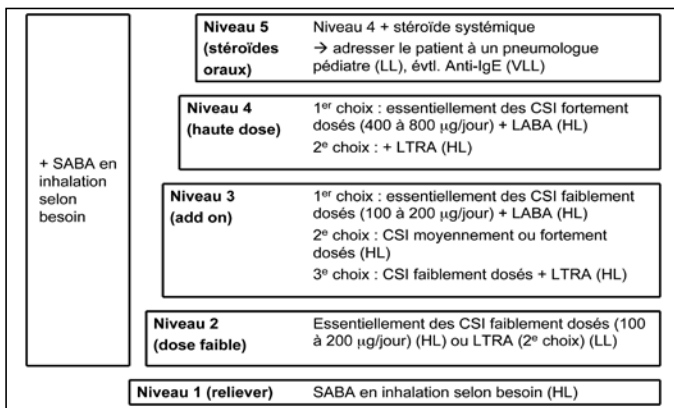 Niveau 5 Niveau 4 + stéroïde systémique
(stéroïdes → adresser le patient à un pneumologue
oraux) pédiatre (LL), évtl. Anti-IgE (VLL)
Niveau 4 1er choix : essentiellement des CSI fortement
(haute dose) dosés (400 à 800 µg/jour) + LABA (HL)
2e choix : + LTRA (HL)
+ SABA en
inhalation
selon
besoin
Niveau 3 1er choix : essentiellement des CSI faiblement
(add on) dosés (100 à 200 µg/jour) + LABA (HL)
2e choix : CSI moyennement ou fortement
dosés (HL)
3e choix : CSI faiblement dosés + LTRA (HL)
Niveau 2 Essentiellement des CSI faiblement dosés (100
(dose faible) à 200 µg/jour) (HL) ou LTRA (2e choix) (LL)
Niveau 1 (reliever) SABA en inhalation selon besoin (HL)